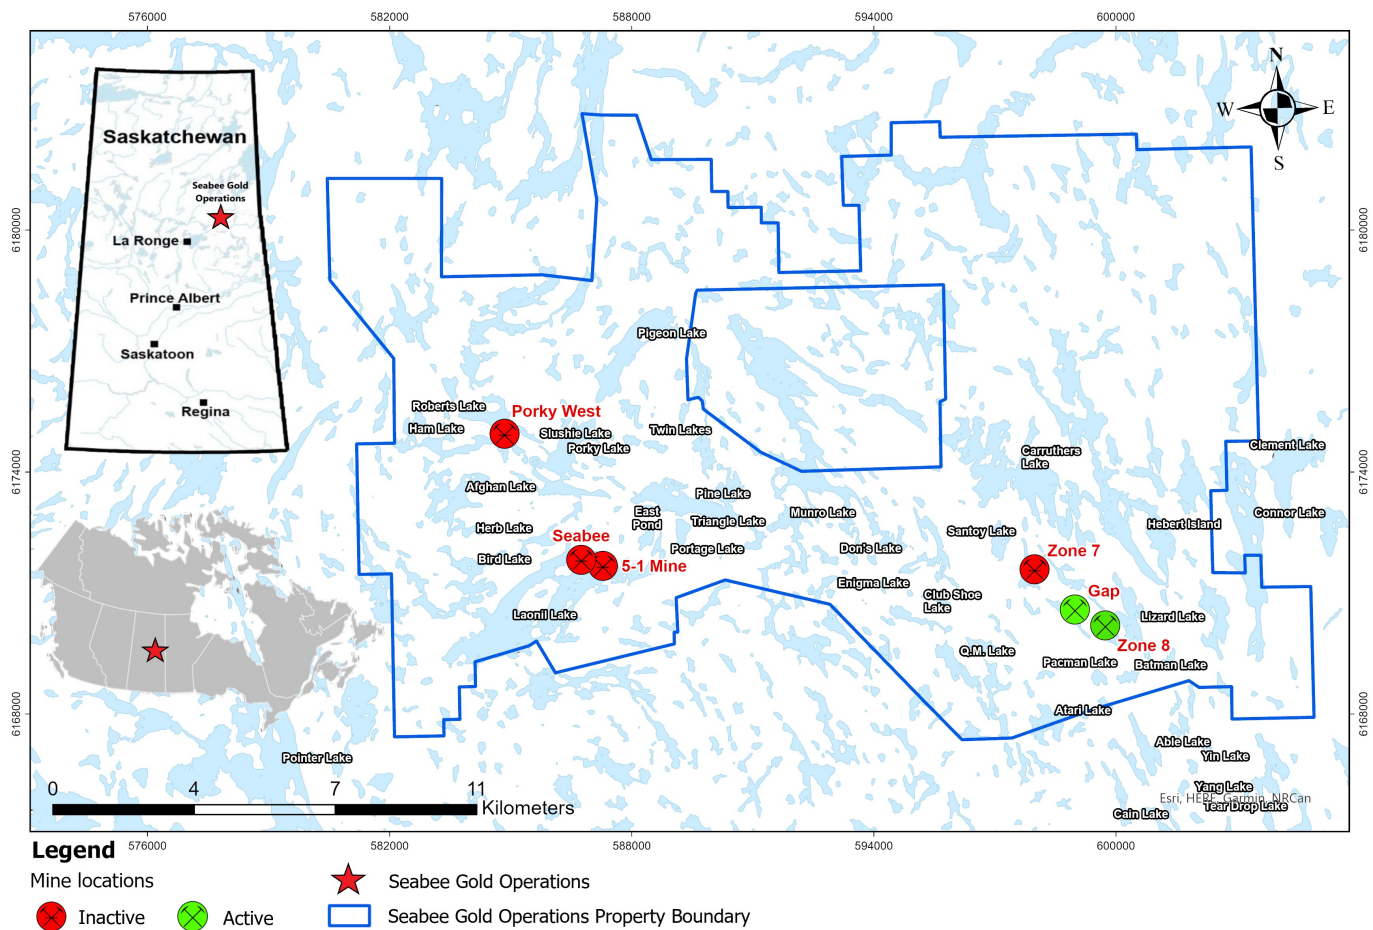 576000
582000
588000
594000
600000
N
W
E
S
Saskatchewan
Seabee Gold
Operations
La Ronge
Prince Albert
Saskatoon
Regina
6180000
6180000
Pigeon Lake
Roberts Lake
Porky West
Ham Lake
Slushie Lake
Twin Lakes
Porky Lake
Clement Lake
Carruthers
Lake
6174000
6174000
Afghan Lake
Pine Lake
East
Pond
Triangle Lake
Munro Lake
Hebert Island
Connor Lake
Herb Lake
Santoy Lake
Seabee
Portage Lake
Don's Lake
Zone 7
Bird Lake
5-1 Mine
Enigma Lake
Gap
Club Shoe
Lake
Laonil Lake
Lizard Lake
Zone 8
Q.M. Lake
Pacman Lake
Batman Lake
6168000
6168000
Atari Lake
Able Lake
Yin Lake
Pointer Lake
Yang Lake
Esri, HERE, Garmin, NRCan
Tear Drop Lake
Cain Lake
0
4
7
11
Kilometers
576000
582000
588000
594000
600000
Legend
Mine locations
Seabee Gold Operations
Inactive
Active
Seabee Gold Operations Property Boundary